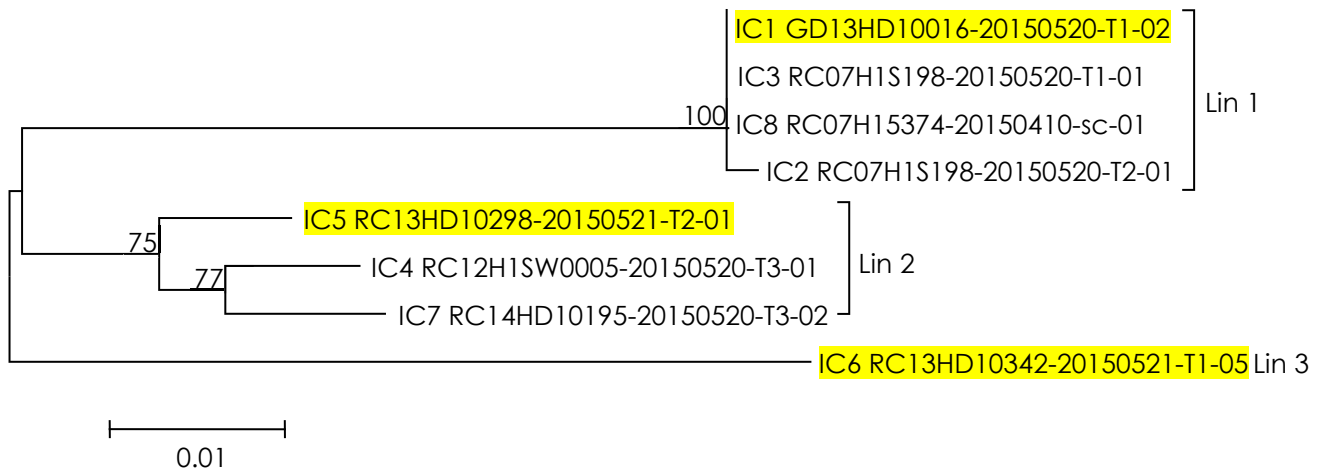 IC1 GD13HD10016-20150520-T1-02
IC3 RC07H1S198-20150520-T1-01
Lin 1
100
IC8 RC07H15374-20150410-sc-01
IC2 RC07H1S198-20150520-T2-01
IC5 RC13HD10298-20150521-T2-01
75
IC4 RC12H1SW0005-20150520-T3-01
Lin 2
77
IC7 RC14HD10195-20150520-T3-02
IC6 RC13HD10342-20150521-T1-05 Lin 3
0.01